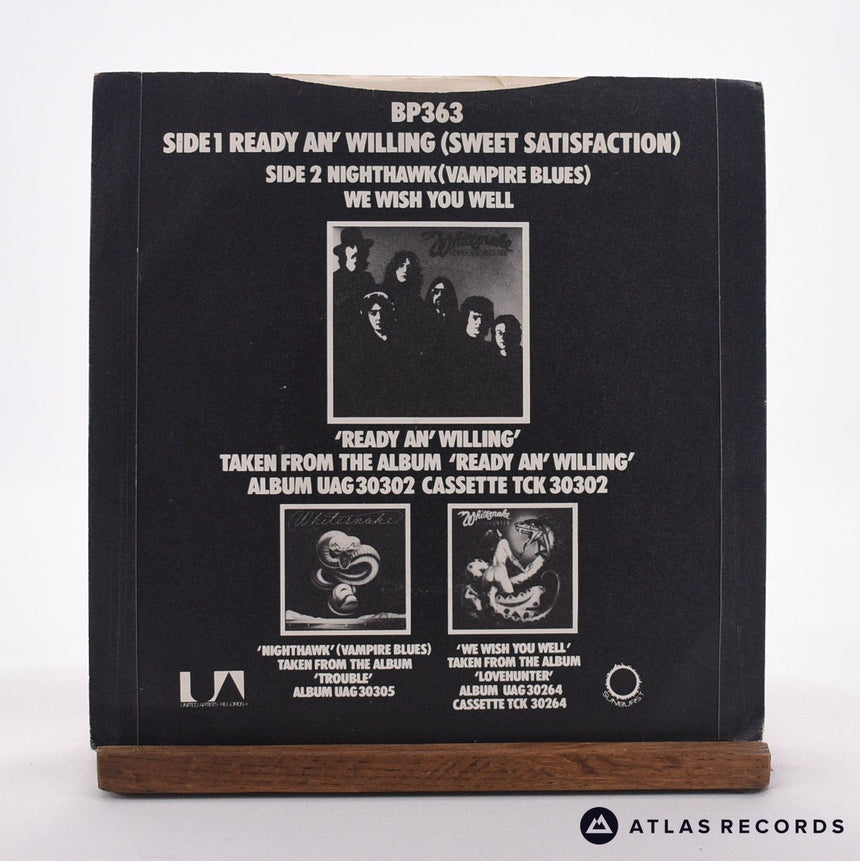 BP363
SIDE 1 READY AN' WILLING (SWEET SATISFACTION)
SIDE 2 NIGHTHAWK (VAMPIRE BLUES)
WE WISH YOU WELL
Whitesnake
'READY AN' WILLING'
TAKEN FROM THE ALBUM 'READY AN' WILLING'
ALBUM UAG 30302 CASSETTE TCK 30302
Whitesnake
Whitesnake
'NIGHTHAWK' (VAMPIRE BLUES)
TAKEN FROM THE ALBUM
'TROUBLE'
ALBUM UAG 30305
'WE WISH YOU WELL'
TAKEN FROM THE ALBUM
'LOVEHUNTER'
ALBUM UAG 30264
CASSETTE TCK 30264
UA
UNITED ARTISTS RECORDS
SUNBURST
ATLAS RECORDS